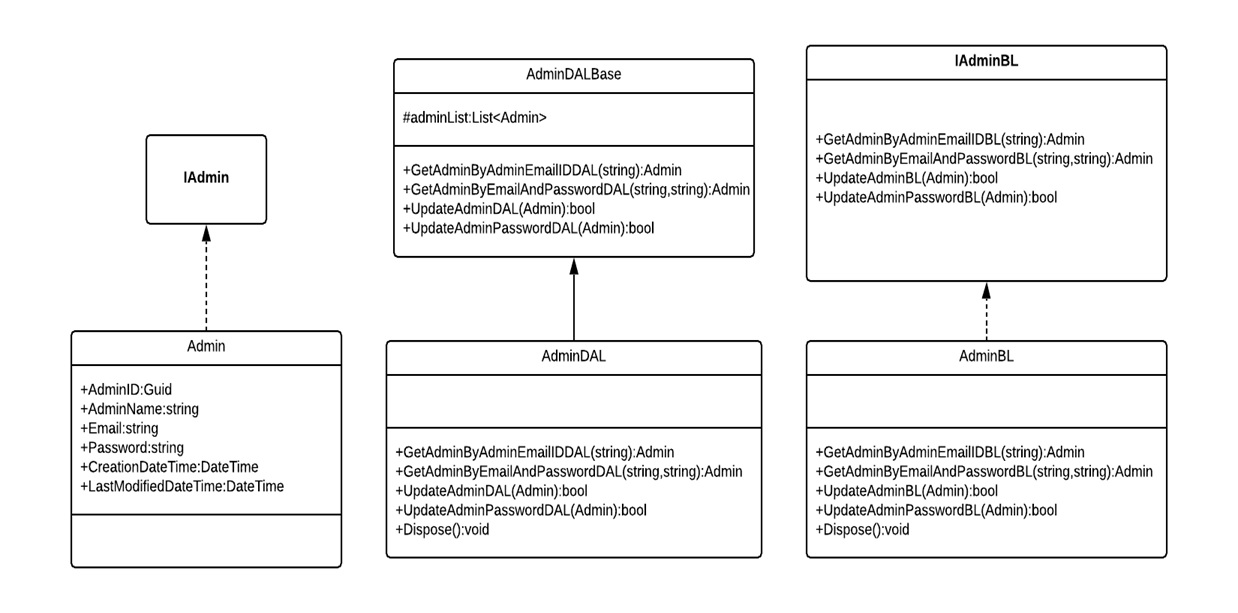 IAdmin
Admin
+AdminID:Guid
+AdminName:string
+Email:string
+Password:string
+CreationDateTime:DateTime
+LastModifiedDateTime:DateTime
AdminDALBase
#adminList:List<Admin>
+GetAdminByAdminEmailIDDAL(string):Admin
+GetAdminByEmailAndPasswordDAL(string,string):Admin
+UpdateAdminDAL(Admin):bool
+UpdateAdminPasswordDAL(Admin):bool
AdminDAL
+GetAdminByAdminEmailIDDAL(string):Admin
+GetAdminByEmailAndPasswordDAL(string,string):Admin
+UpdateAdminDAL(Admin):bool
+UpdateAdminPasswordDAL(Admin):bool
+Dispose():void
IAdminBL
+GetAdminByAdminEmailIDBL(string):Admin
+GetAdminByEmailAndPasswordBL(string,string):Admin
+UpdateAdminBL(Admin):bool
+UpdateAdminPasswordBL(Admin):bool
AdminBL
+GetAdminByAdminEmailIDBL(string):Admin
+GetAdminByEmailAndPasswordBL(string,string):Admin
+UpdateAdminBL(Admin):bool
+UpdateAdminPasswordBL(Admin):bool
+Dispose():void